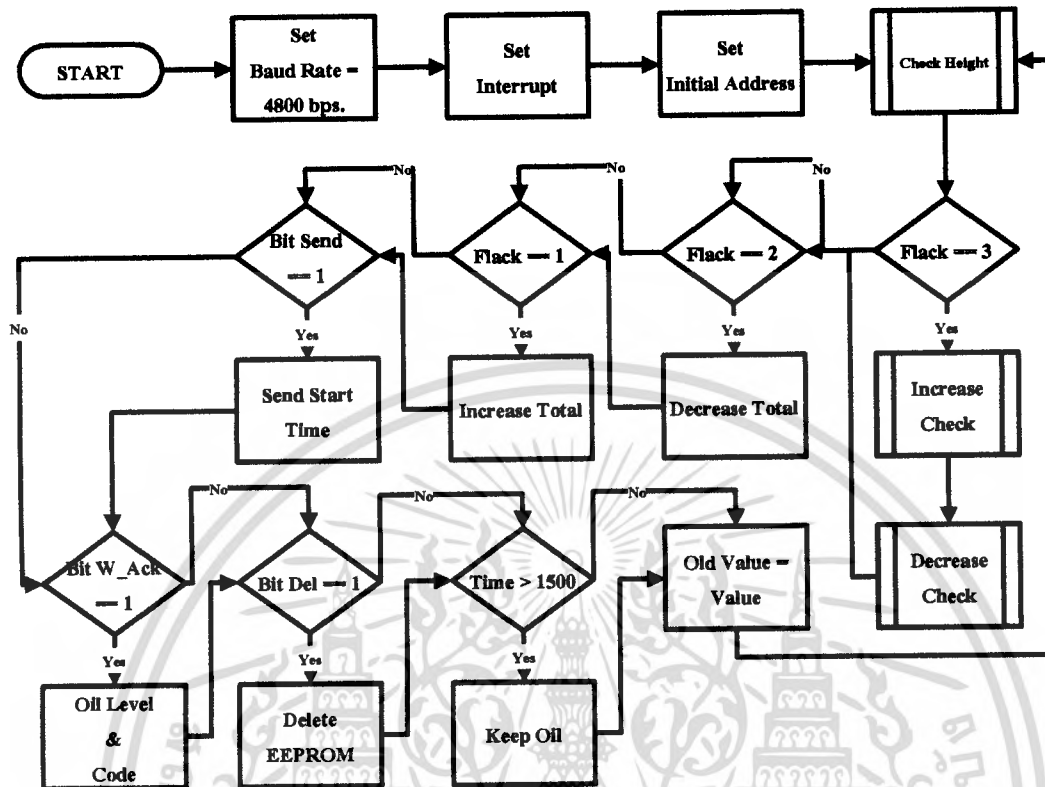 START
Set
Baud Rate =
4800 bps.
Set
Interrupt
Set
Initial Address
Check Height
No
No
No
Bit Send
== 1
Flack == 1
Flack == 2
Flack == 3
No
Yes
Yes
Yes
Yes
Send Start
Time
Increase Total
Decrease Total
Increase
Check
No
No
No
Bit W_Ack
== 1
Bit Del == 1
Time > 1500
Old Value =
Value
Decrease
Check
Yes
Yes
Yes
Oil Level
&
Code
Delete
EEPROM
Keep Oil